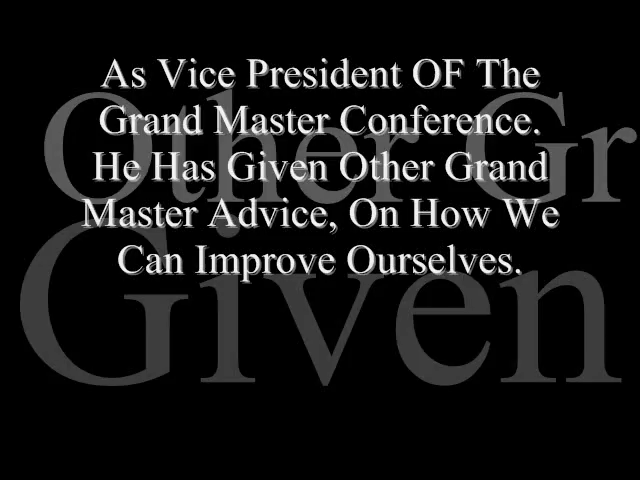 As Vice President OF The
Grand Master Conference.
He Has Given Other Grand
Master Advice, On How We
Can Improve Ourselves.
Other Gr
Given